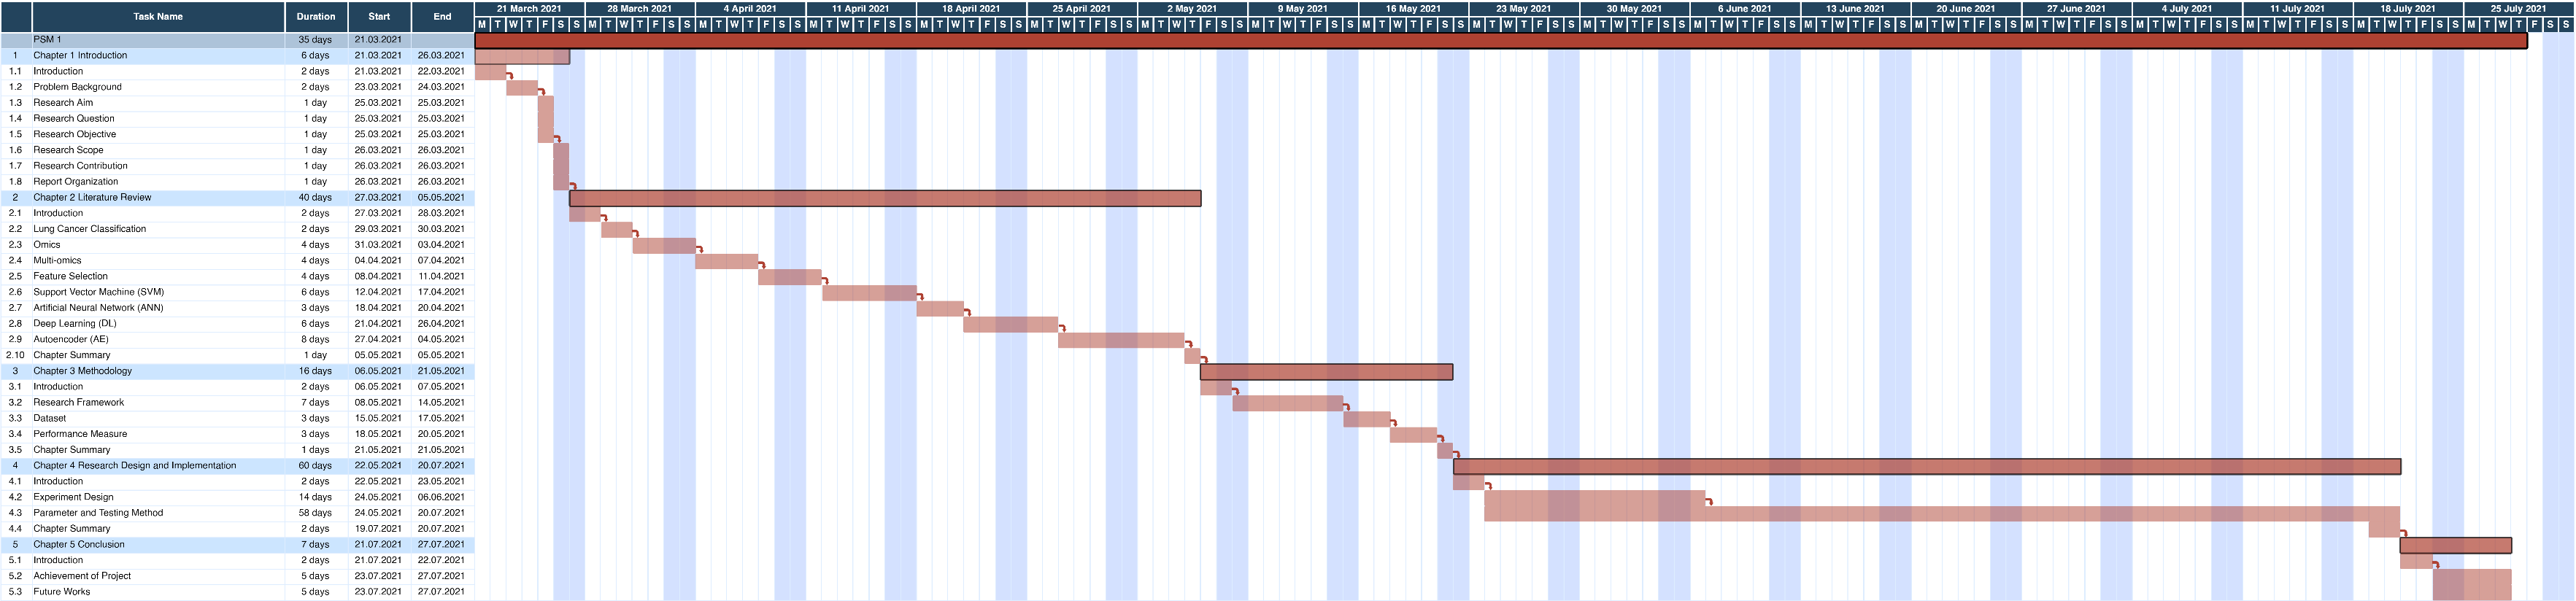 Task Name Duration Start End 21 March 2021 28 March 2021 4 April 2021 11 April 2021 18 April 2021 25 April 2021 2 May 2021 9 May 2021 16 May 2021 23 May 2021 30 May 2021 6 June 2021 13 June 2021 20 June 2021 27 June 2021 4 July 2021 11 July 2021 18 July 2021 25 July 2021
M T W T F S S M T W T F S S M T W T F S S M T W T F S S M T W T F S S M T W T F S S M T W T F S S M T W T F S S M T W T F S S M T W T F S S M T W T F S S M T W T F S S M T W T F S S M T W T F S S M T W T F S S M T W T F S S M T W T F S S M T W T F S S M T W T F S S
PSM 1 35 days 21.03.2021
1 Chapter 1 Introduction 6 days 21.03.2021 26.03.2021
1.1 Introduction 2 days 21.03.2021 22.03.2021
1.2 Problem Background 2 days 23.03.2021 24.03.2021
1.3 Research Aim 1 day 25.03.2021 25.03.2021
1.4 Research Question 1 day 25.03.2021 25.03.2021
1.5 Research Objective 1 day 25.03.2021 25.03.2021
1.6 Research Scope 1 day 26.03.2021 26.03.2021
1.7 Research Contribution 1 day 26.03.2021 26.03.2021
1.8 Report Organization 1 day 26.03.2021 26.03.2021
2 Chapter 2 Literature Review 40 days 27.03.2021 05.05.2021
2.1 Introduction 2 days 27.03.2021 28.03.2021
2.2 Lung Cancer Classification 2 days 29.03.2021 30.03.2021
2.3 Omics 4 days 31.03.2021 03.04.2021
2.4 Multi-omics 4 days 04.04.2021 07.04.2021
2.5 Feature Selection 4 days 08.04.2021 11.04.2021
2.6 Support Vector Machine (SVM) 6 days 12.04.2021 17.04.2021
2.7 Artificial Neural Network (ANN) 3 days 18.04.2021 20.04.2021
2.8 Deep Learning (DL) 6 days 21.04.2021 26.04.2021
2.9 Autoencoder (AE) 8 days 27.04.2021 04.05.2021
2.10 Chapter Summary 1 day 05.05.2021 05.05.2021
3 Chapter 3 Methodology 16 days 06.05.2021 21.05.2021
3.1 Introduction 2 days 06.05.2021 07.05.2021
3.2 Research Framework 7 days 08.05.2021 14.05.2021
3.3 Dataset 3 days 15.05.2021 17.05.2021
3.4 Performance Measure 3 days 18.05.2021 20.05.2021
3.5 Chapter Summary 1 days 21.05.2021 21.05.2021
4 Chapter 4 Research Design and Implementation 60 days 22.05.2021 20.07.2021
4.1 Introduction 2 days 22.05.2021 23.05.2021
4.2 Experiment Design 14 days 24.05.2021 06.06.2021
4.3 Parameter and Testing Method 58 days 24.05.2021 20.07.2021
4.4 Chapter Summary 2 days 19.07.2021 20.07.2021
5 Chapter 5 Conclusion 7 days 21.07.2021 27.07.2021
5.1 Introduction 2 days 21.07.2021 22.07.2021
5.2 Achievement of Project 5 days 23.07.2021 27.07.2021
5.3 Future Works 5 days 23.07.2021 27.07.2021